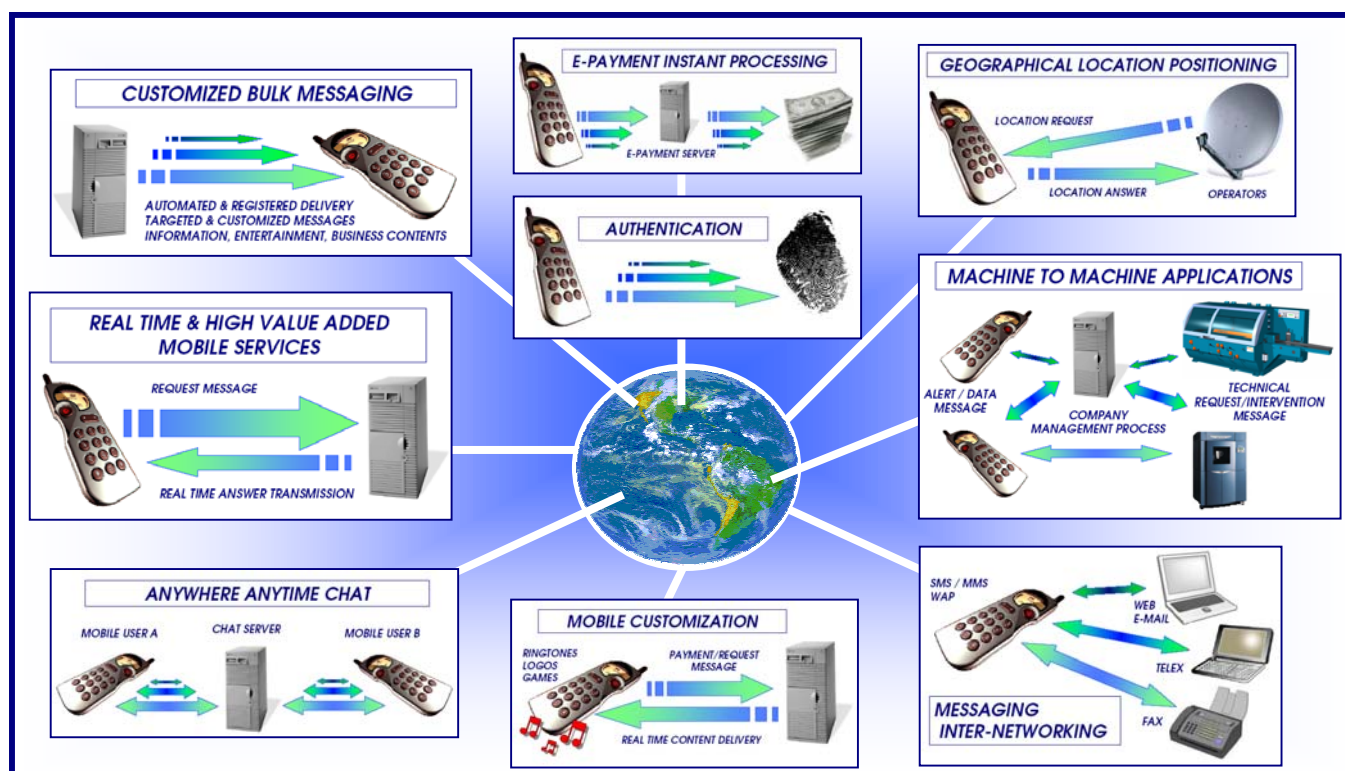 CUSTOMIZED BULK MESSAGING
AUTOMATED & REGISTERED DELIVERY
TARGETED & CUSTOMIZED MESSAGES
INFORMATION, ENTERTAINMENT, BUSINESS CONTENTS
E-PAYMENT INSTANT PROCESSING
E-PAYMENT SERVER
GEOGRAPHICAL LOCATION POSITIONING
LOCATION REQUEST
LOCATION ANSWER
OPERATORS
AUTHENTICATION
REAL TIME & HIGH VALUE ADDED
MOBILE SERVICES
REQUEST MESSAGE
REAL TIME ANSWER TRANSMISSION
MACHINE TO MACHINE APPLICATIONS
ALERT / DATA
MESSAGE
COMPANY
MANAGEMENT PROCESS
TECHNICAL
REQUEST/INTERVENTION
MESSAGE
ANYWHERE ANYTIME CHAT
MOBILE USER A
CHAT SERVER
MOBILE USER B
MOBILE CUSTOMIZATION
RINGTONES
LOGOS
GAMES
PAYMENT/REQUEST
MESSAGE
REAL TIME CONTENT DELIVERY
SMS / MMS
WAP
WEB
E-MAIL
TELEX
FAX
MESSAGING
INTER-NETWORKING